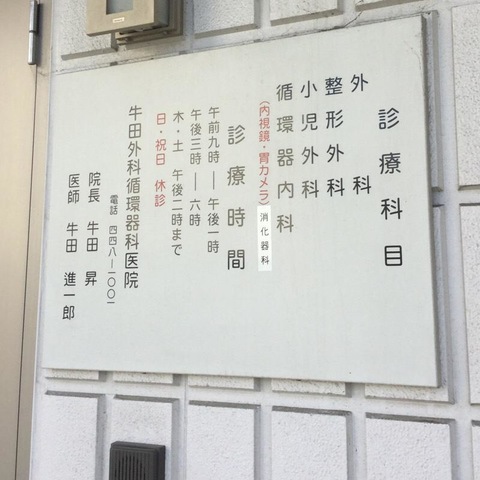 診療科目
外科
整形外科
小児外科
循環器内科
(内視鏡・胃カメラ)消化器科
診療時間
午前九時―午後一時
午後三時―六時
木・土 午後二時まで
日・祝日 休診
牛田外科循環器科医院
電話 四四八-一〇〇一
院長 牛田 昇
医師 牛田 進一郎